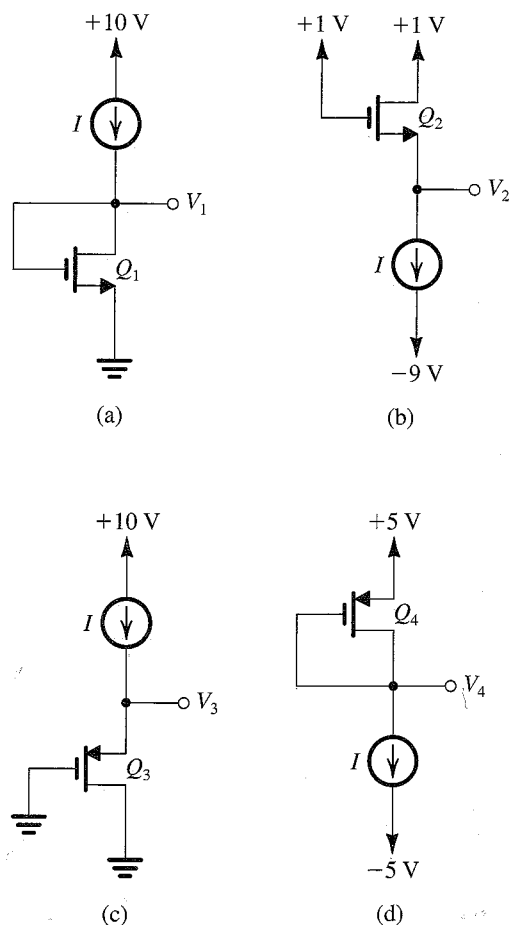 +10 V
I
V1
Q1
(a)
+1 V +1 V
Q2
V2
I
−9 V
(b)
+10 V
I
V3
Q3
(c)
+5 V
Q4
V4
I
−5 V
(d)